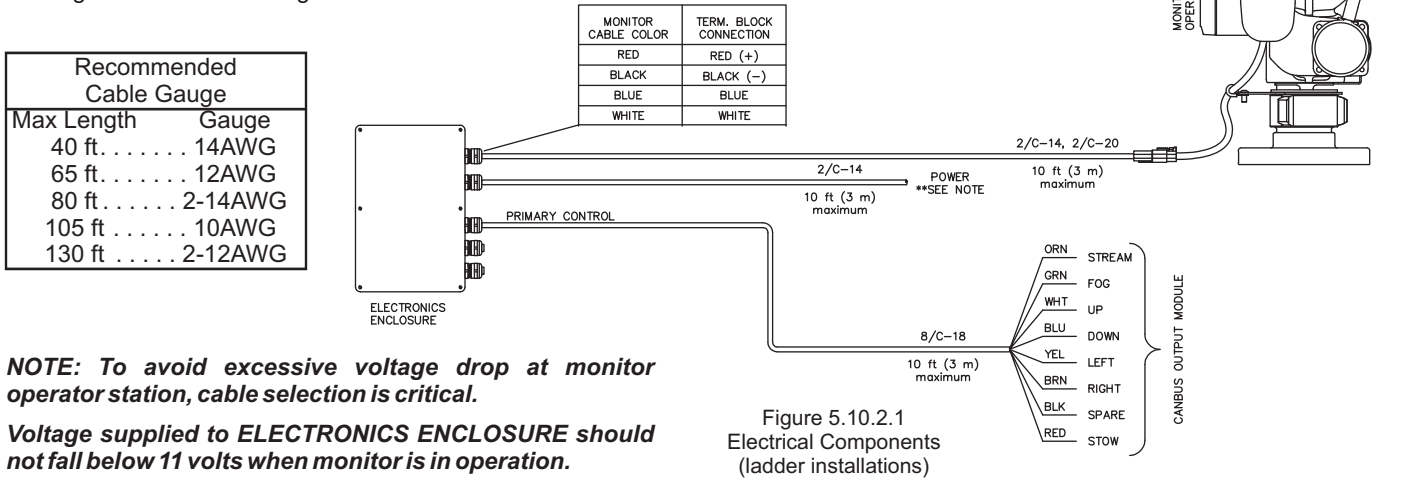 MONITOR CABLE COLOR TERM. BLOCK CONNECTION
RED RED (+)
BLACK BLACK (–)
BLUE BLUE
WHITE WHITE
Recommended
Cable Gauge
Max Length Gauge
40 ft. . . . . . . 14AWG
65 ft. . . . . . . 12AWG
80 ft. . . . . . 2-14AWG
105 ft . . . . . . 10AWG
130 ft . . . . . 2-12AWG
2/C–14, 2/C–20
10 ft (3 m)
maximum
2/C–14
10 ft (3 m)
maximum
POWER
**SEE NOTE
PRIMARY CONTROL
ELECTRONICS
ENCLOSURE
8/C–18
10 ft (3 m)
maximum
ORN STREAM
GRN FOG
WHT UP
BLU DOWN
YEL LEFT
BRN RIGHT
BLK SPARE
RED STOW
CANBUS OUTPUT MODULE
NOTE: To avoid excessive voltage drop at monitor
operator station, cable selection is critical.
Voltage supplied to ELECTRONICS ENCLOSURE should
not fall below 11 volts when monitor is in operation.
Figure 5.10.2.1
Electrical Components
(ladder installations)